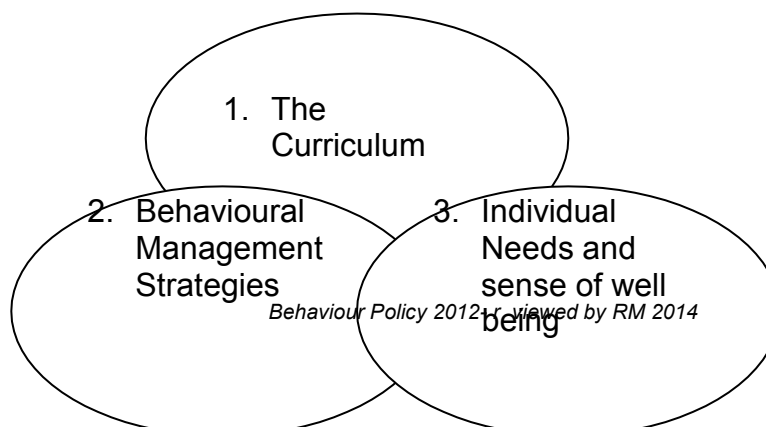 1. The
Curriculum
2. Behavioural
Management
Strategies
3. Individual
Needs and
sense of well
being
Behaviour Policy 2012 viewed by RM 2014